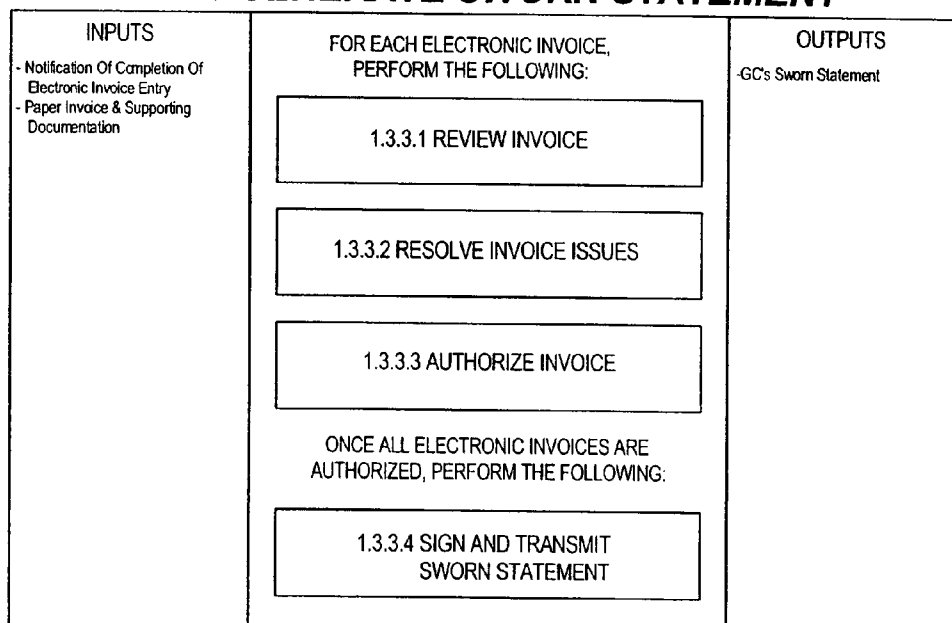 SWORN STATEMENT
INPUTS
- Notification Of Completion Of
Electronic Invoice Entry
- Paper Invoice & Supporting
Documentation
FOR EACH ELECTRONIC INVOICE,
PERFORM THE FOLLOWING:
1.3.3.1 REVIEW INVOICE
1.3.3.2 RESOLVE INVOICE ISSUES
1.3.3.3 AUTHORIZE INVOICE
ONCE ALL ELECTRONIC INVOICES ARE
AUTHORIZED, PERFORM THE FOLLOWING:
1.3.3.4 SIGN AND TRANSMIT
SWORN STATEMENT
OUTPUTS
-GC's Sworn Statement